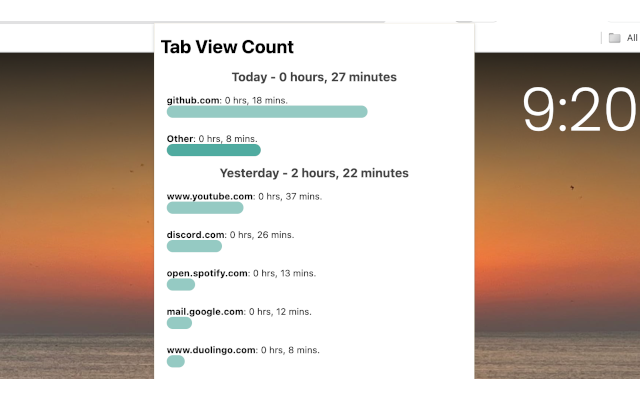 All
Tab View Count
Today - 0 hours, 27 minutes
github.com: 0 hrs, 18 mins.
Other: 0 hrs, 8 mins.
Yesterday - 2 hours, 22 minutes
www.youtube.com: 0 hrs, 37 mins.
discord.com: 0 hrs, 26 mins.
open.spotify.com: 0 hrs, 13 mins.
mail.google.com: 0 hrs, 12 mins.
www.duolingo.com: 0 hrs, 8 mins.
9:20